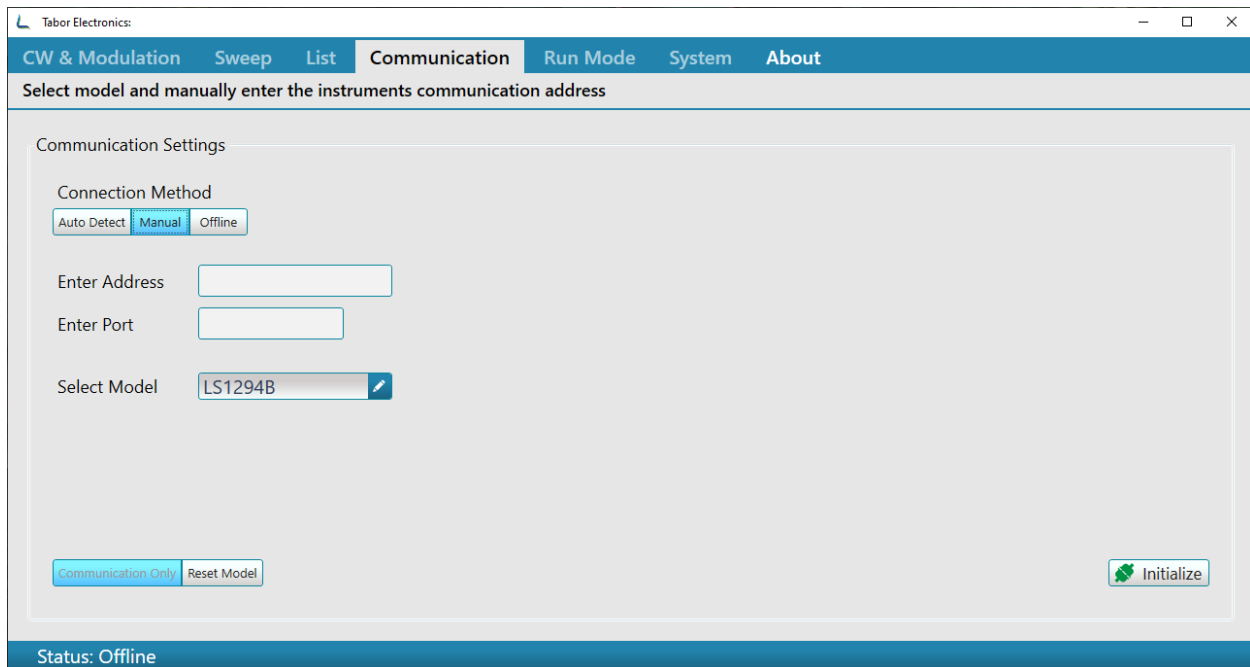 Tabor Electronics:
CW & Modulation Sweep List Communication Run Mode System About
Select model and manually enter the instruments communication address
Communication Settings
Connection Method
Auto Detect Manual Offline
Enter Address
Enter Port
Select Model LS1294B
Communication Only Reset Model Initialize
Status: Offline